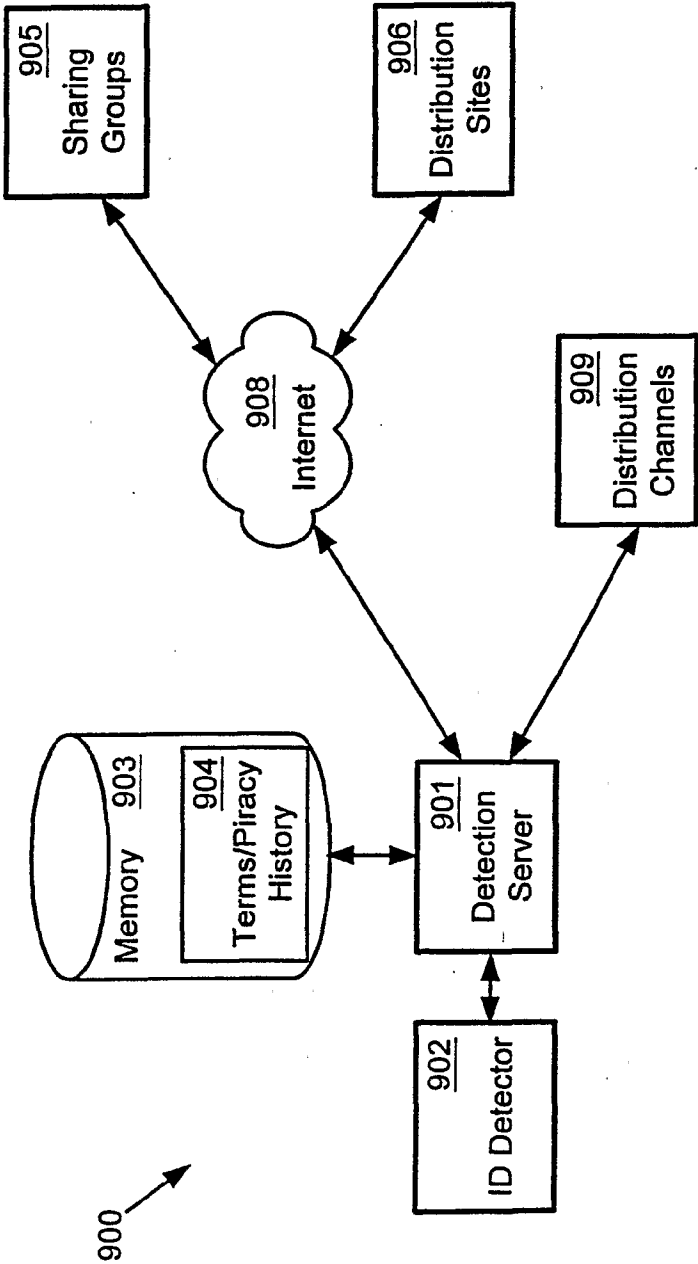 900
Memory
903
904
Terms/Piracy
History
902
ID Detector
901
Detection
Server
908
Internet
905
Sharing
Groups
906
Distribution
Sites
909
Distribution
Channels